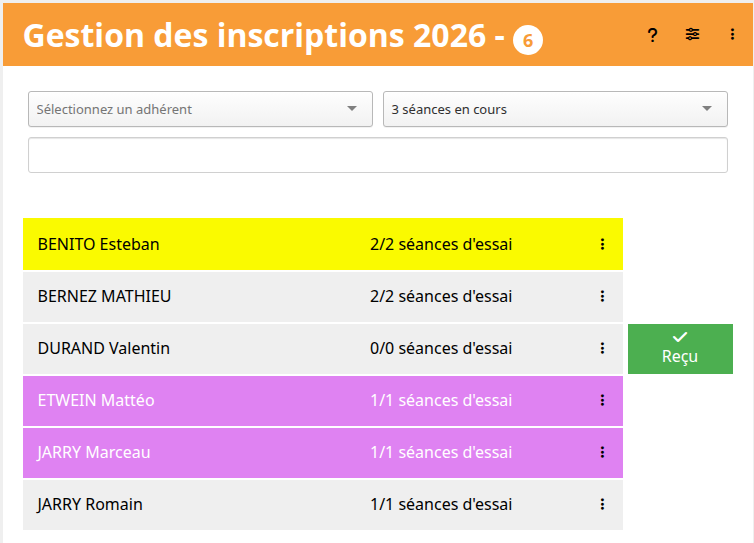 Gestion des inscriptions 2026 - 6 ?
Sélectionnez un adhérent 3 séances en cours
BENITO Esteban 2/2 séances d'essai
BERNEZ MATHIEU 2/2 séances d'essai
DURAND Valentin 0/0 séances d'essai Reçu
ETWEIN Mattéo 1/1 séances d'essai
JARRY Marceau 1/1 séances d'essai
JARRY Romain 1/1 séances d'essai